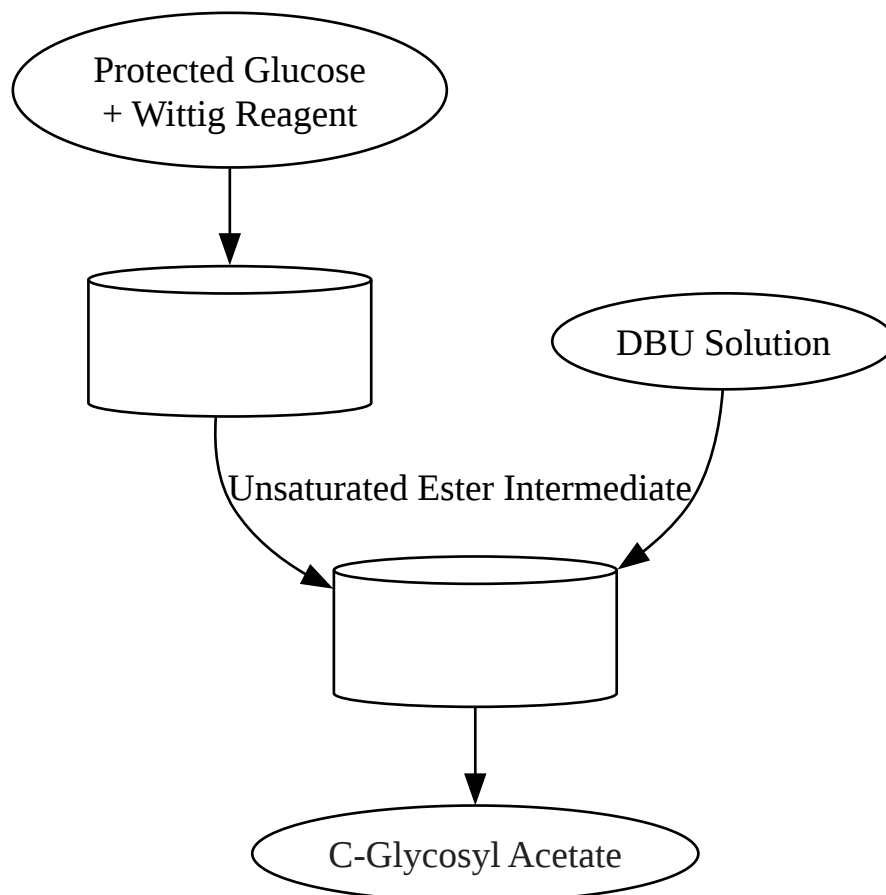 Protected Glucose
+ Wittig Reagent
DBU Solution
Unsaturated Ester Intermediate
C-Glycosyl Acetate